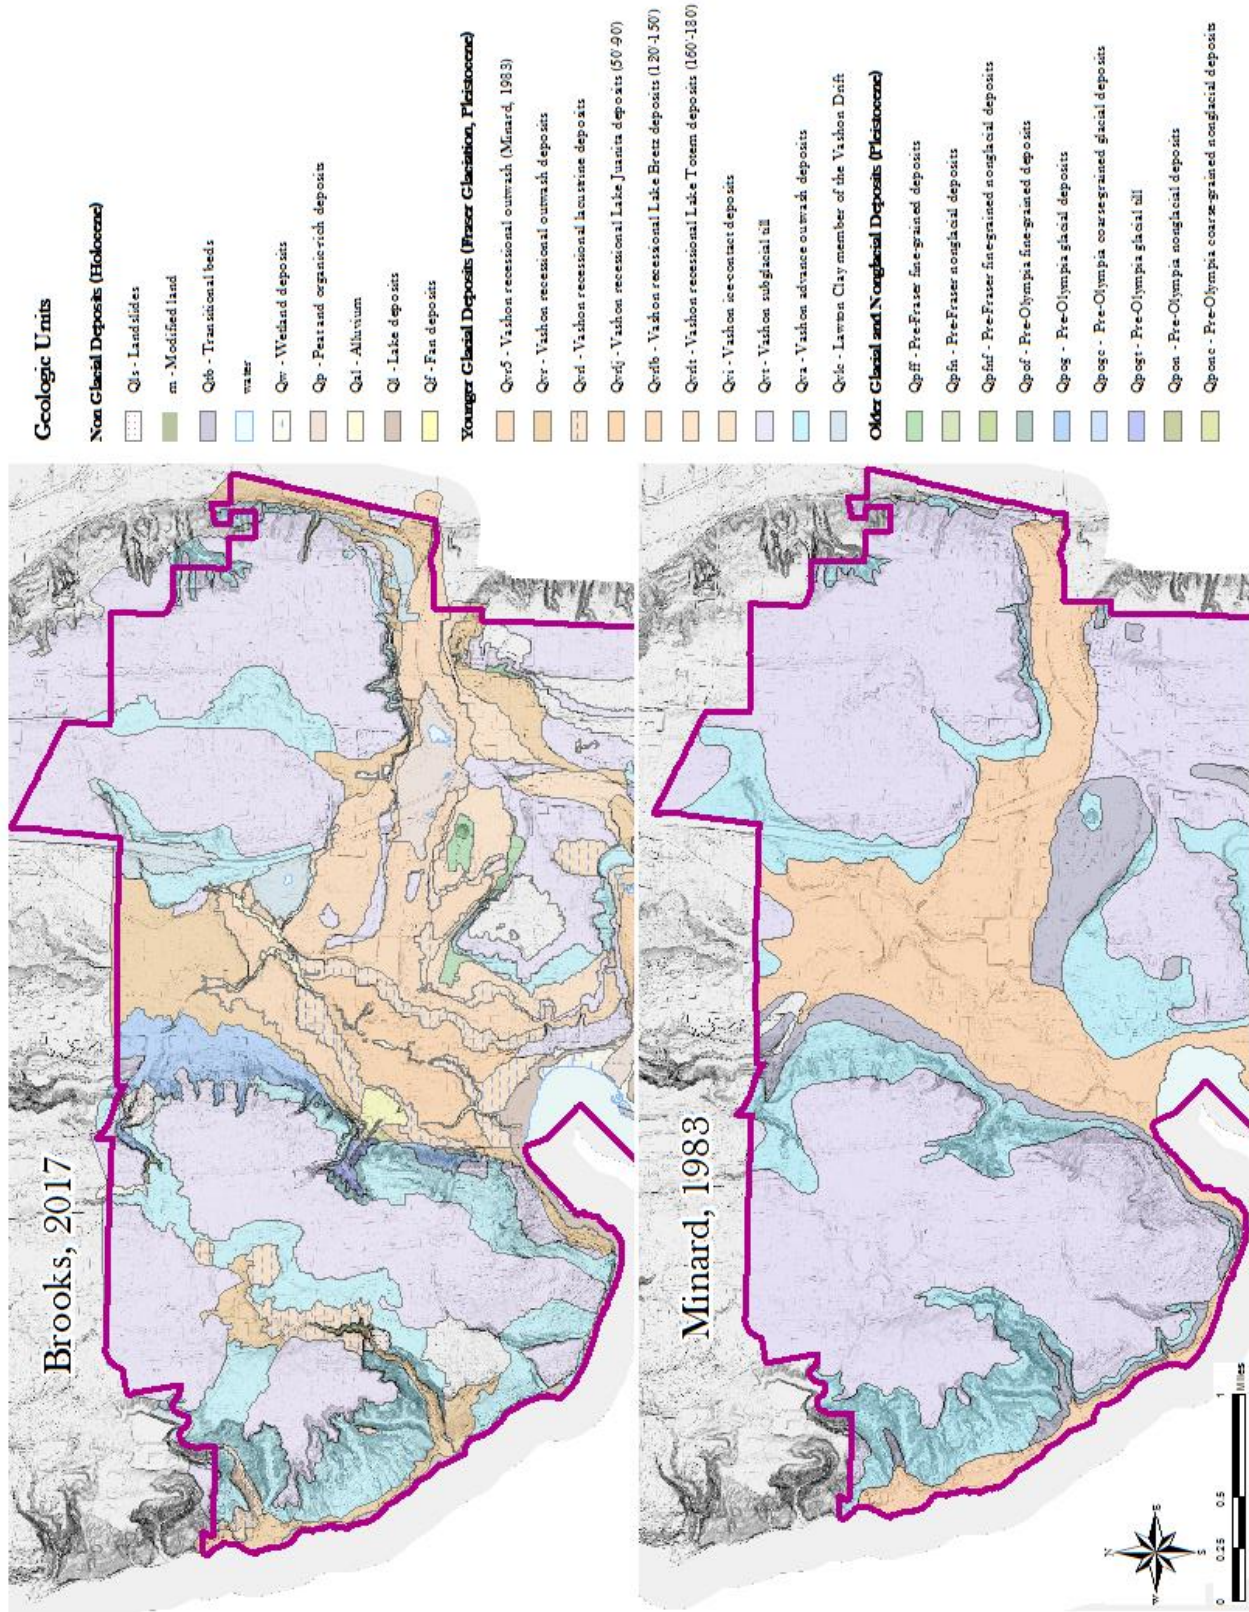 Brooks, 2017
Minard, 1983
N
W
E
S
0
0.25
0.5
1
Miles
Geologic Units
Non Glacial Deposits (Holocene)
Qls - Landslides
m - Modified land
Qtb - Transitional beds
water
Qw - Wetland deposits
Qp - Peat and organic-rich deposits
Qal - Alluvium
Ql - Lake deposits
Qf - Fan deposits
Younger Glacial Deposits (Fraser Glaciation, Pleistocene)
Qvr5 - Vashon recessional outwash (Minard, 1983)
Qvr - Vashon recessional outwash deposits
Qvrl - Vashon recessional lacustrine deposits
Qvrlj - Vashon recessional Lake Juanita deposits (50'-90')
Qvrlb - Vashon recessional Lake Bretz deposits (120'-150')
Qvrlt - Vashon recessional Lake Totem deposits (160'-180')
Qvi - Vashon ice-contact deposits
Qvt - Vashon subglacial till
Qva - Vashon advance outwash deposits
Qvlc - Lawton Clay member of the Vashon Drift
Older Glacial and Nonglacial Deposits (Pleistocene)
Qpff - Pre-Fraser fine-grained deposits
Qpfn - Pre-Fraser nonglacial deposits
Qpfnf - Pre-Fraser fine-grained nonglacial deposits
Qpof - Pre-Olympia fine-grained deposits
Qpog - Pre-Olympia glacial deposits
Qpogc - Pre-Olympia coarse-grained glacial deposits
Qpogt - Pre-Olympia glacial till
Qpon - Pre-Olympia nonglacial deposits
Qponc - Pre-Olympia coarse-grained nonglacial deposits